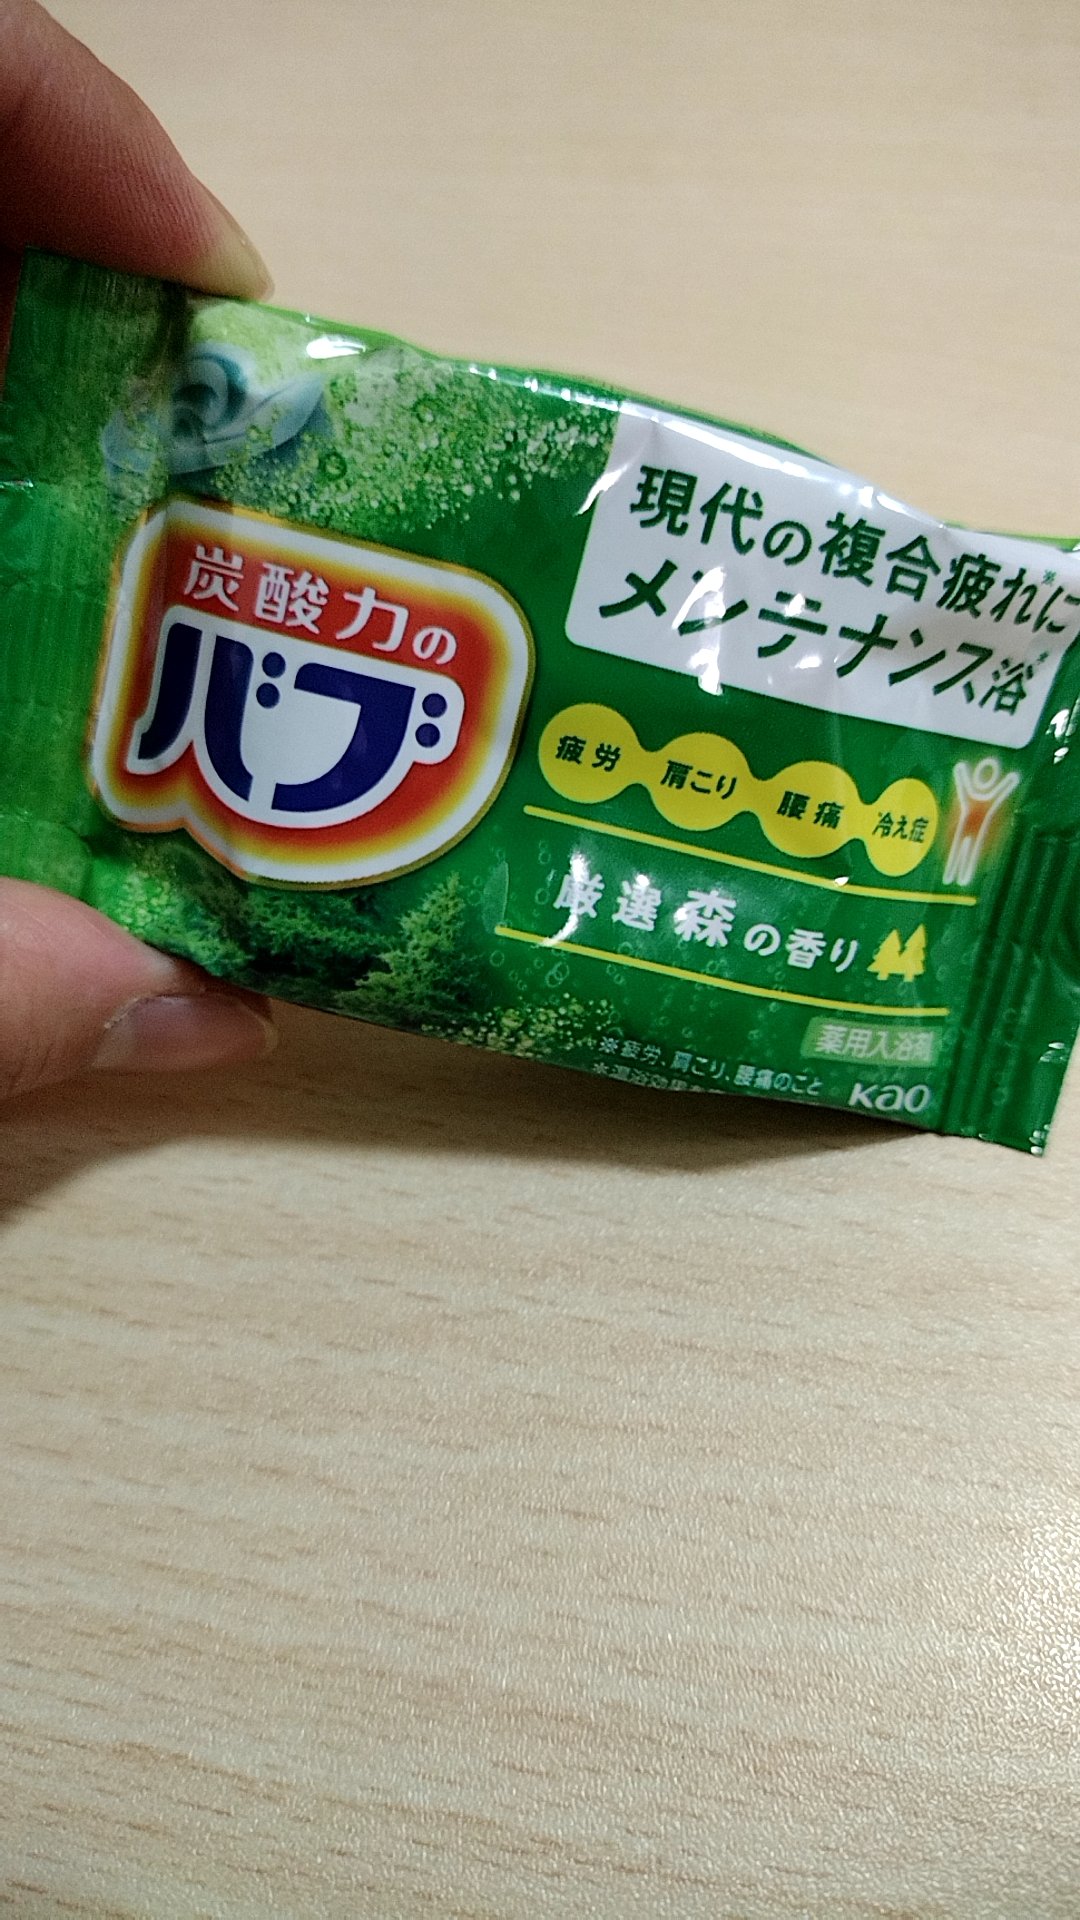 炭酸力の
バブ
現代の複合疲れに※
メンテナンス浴*
疲労 肩こり 腰痛 冷え症
厳選森の香り
薬用入浴剤
※疲労、肩こり、腰痛のこと
Kao